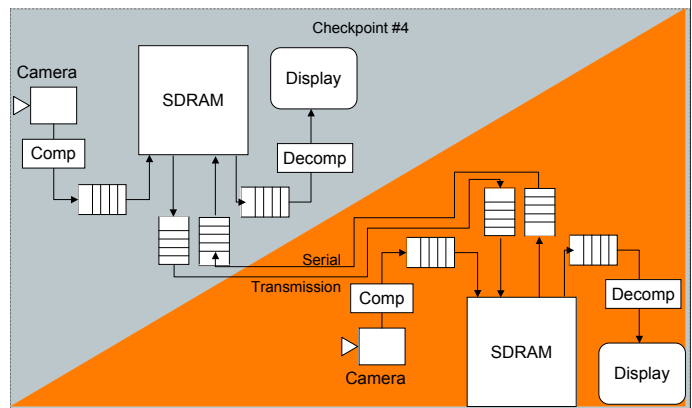 Checkpoint #4
Camera
SDRAM
Display
Comp
Decomp
Serial
Transmission
Comp
Decomp
SDRAM
Camera
Display